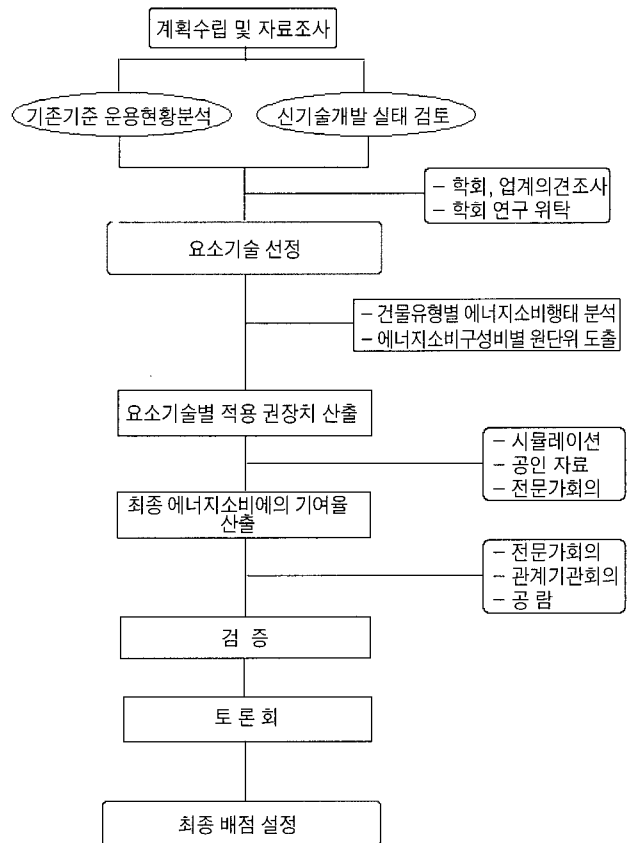 계획수립 및 자료조사
기존기준 운용현황분석
신기술개발 실태 검토
– 학회, 업계의견조사
– 학회 연구 위탁
요소기술 선정
– 건물유형별 에너지소비행태 분석
– 에너지소비구성비별 원단위 도출
요소기술별 적용 권장치 산출
– 시뮬레이션
– 공인 자료
– 전문가회의
최종 에너지소비에의 기여율
산출
– 전문가회의
– 관계기관회의
– 공 람
검 증
토 론 회
최종 배점 설정